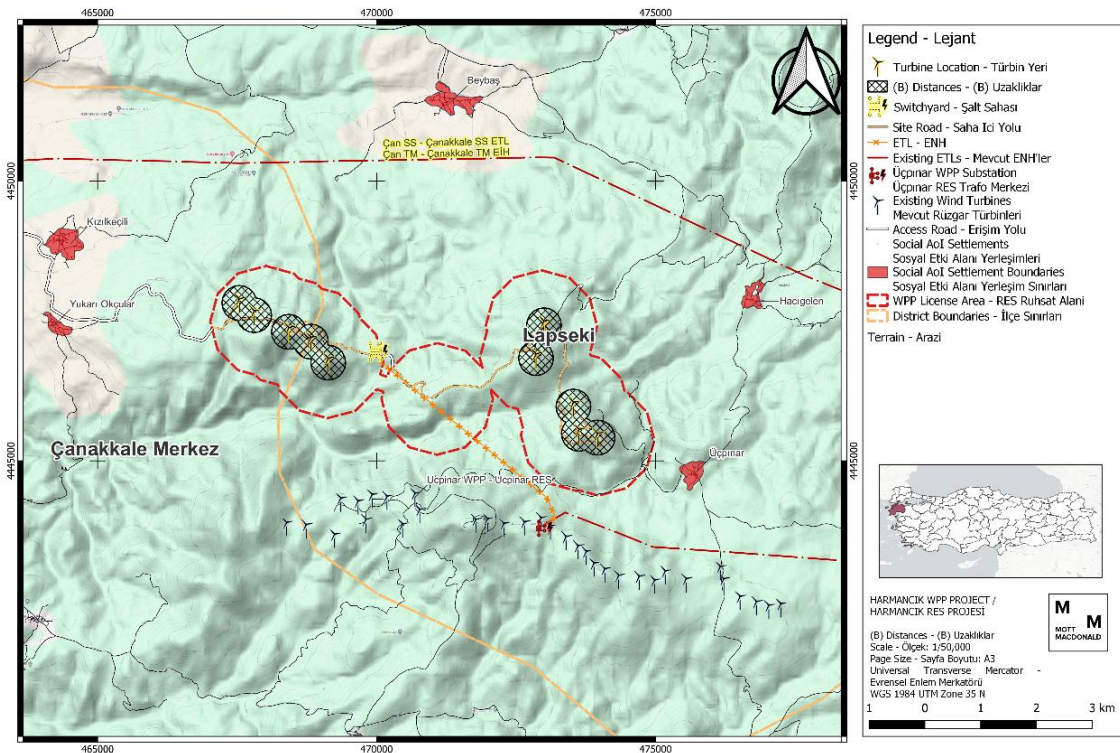 465000
470000
475000
4450000
4445000
Beybaş
Çan SS - Çanakkale SS ETL
Çan TM - Çanakkale TM EİH
Kızılkeçili
Yukarı Okçular
Hacıgelen
Lapseki
Çanakkale Merkez
Üçpınar
Üçpınar WPP - Üçpınar RES
4450000
4445000
465000
470000
475000
Legend - Lejant
Turbine Location - Türbin Yeri
(B) Distances - (B) Uzaklıklar
Switchyard - Şalt Sahası
Site Road - Saha Ici Yolu
ETL - ENH
Existing ETLs - Mevcut ENH'ler
Üçpınar WPP Substation
Üçpınar RES Trafo Merkezi
Existing Wind Turbines
Mevcut Rüzgar Türbinleri
Access Road - Erişim Yolu
Social AoI Settlements
Sosyal Etki Alanı Yerleşimleri
Social AoI Settlement Boundaries
Sosyal Etki Alanı Yerleşim Sınırları
WPP License Area - RES Ruhsat Alani
District Boundaries - İlçe Sınırları
Terrain - Arazi
HARMANCIK WPP PROJECT /
HARMANCIK RES PROJESİ
(B) Distances - (B) Uzaklıklar
Scale - Ölçek: 1/50,000
Page Size - Sayfa Boyutu: A3
Universal Transverse Mercator -
Evrensel Enlem Merkatörü
WGS 1984 UTM Zone 35 N
M
M
MOTT
MACDONALD
1 0 1 2 3 km